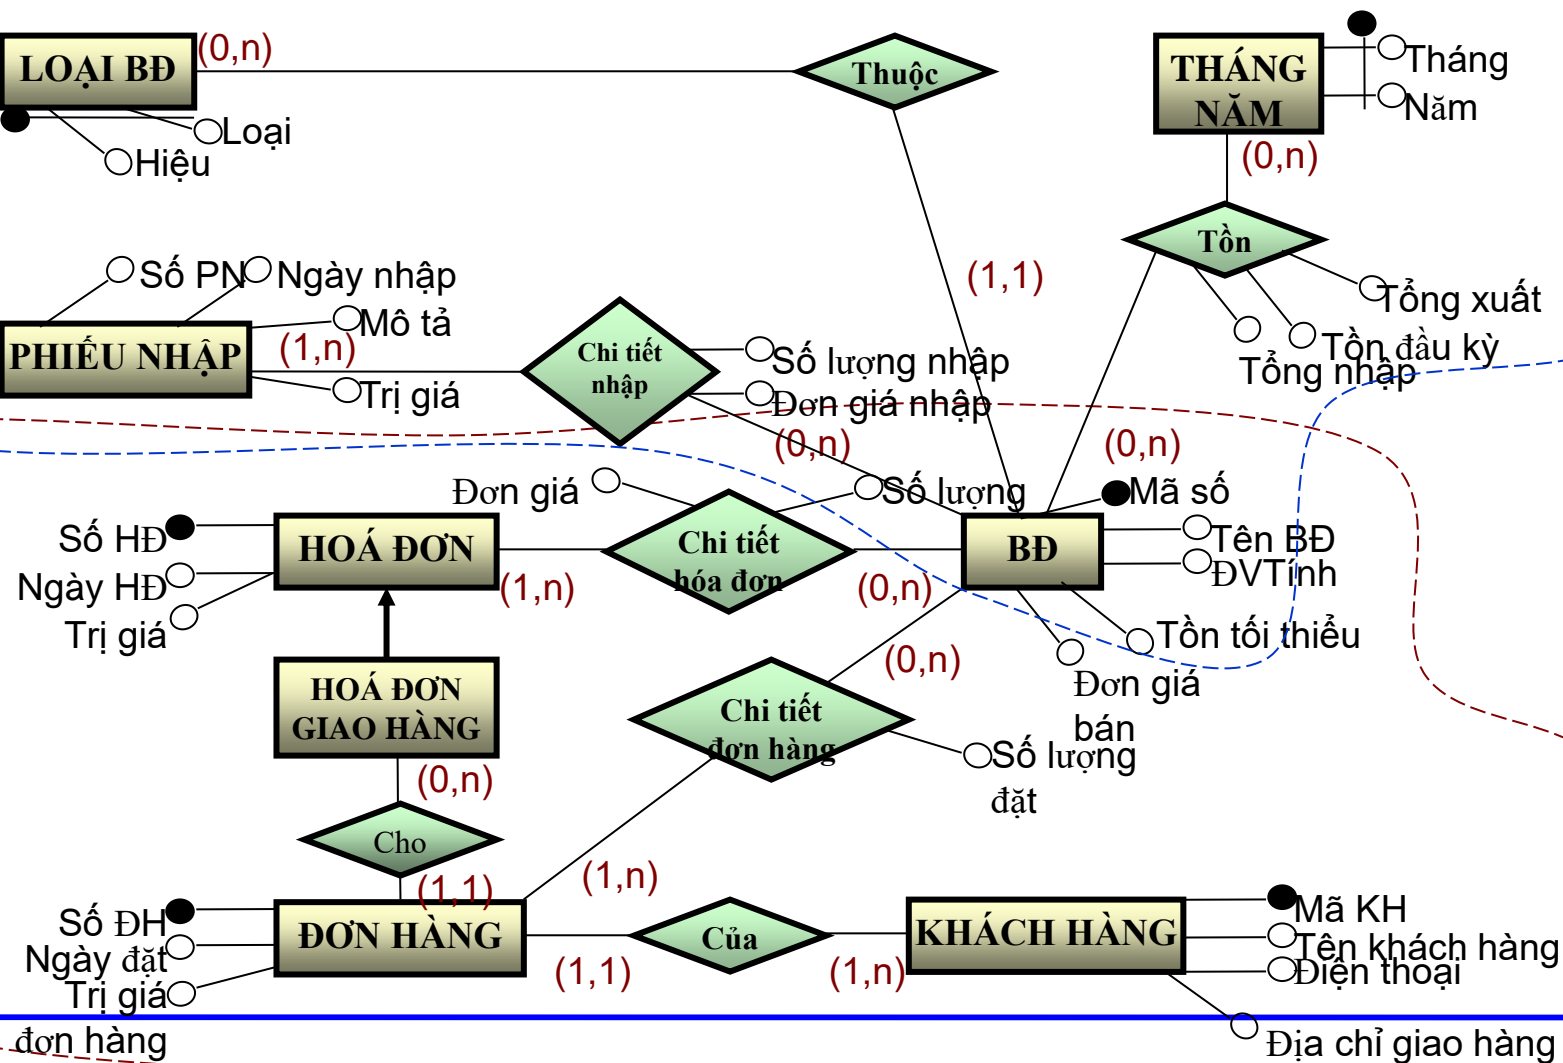 (0,n)
LOẠI BĐ
Thuộc
THÁNG
NĂM
Tháng
Năm
Loại
Hiệu
(0,n)
Tồn
(1,1)
Tổng xuất
Tồn đầu kỳ
Tổng nhập
Số PN
Ngày nhập
Mô tả
PHIẾU NHẬP
(1,n)
Trị giá
Chi tiết
nhập
Số lượng nhập
Đơn giá nhập
(0,n)
(0,n)
Đơn giá
Số lượng
Mã số
Số HĐ
Ngày HĐ
Trị giá
HOÁ ĐƠN
(1,n)
Chi tiết
hóa đơn
(0,n)
BĐ
Tên BĐ
ĐVTính
Tồn tối thiểu
Đơn giá
bán
HOÁ ĐƠN
GIAO HÀNG
(0,n)
Chi tiết
đơn hàng
Số lượng
đặt
(0,n)
Cho
(1,1)
(1,n)
Số ĐH
Ngày đặt
Trị giá
đơn hàng
ĐƠN HÀNG
(1,1)
Của
(1,n)
KHÁCH HÀNG
Mã KH
Tên khách hàng
Điện thoại
Địa chỉ giao hàng